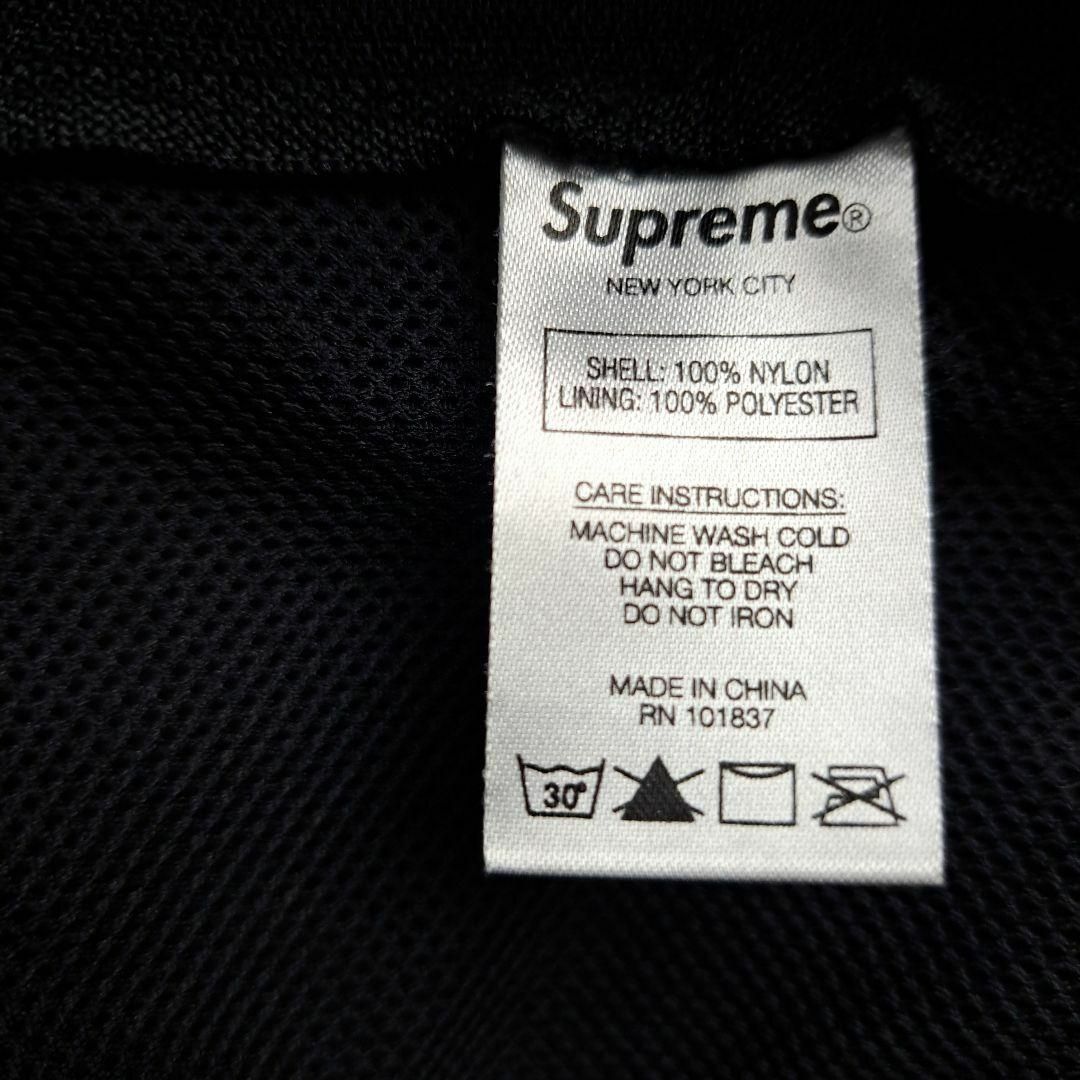 Supreme®
NEW YORK CITY
SHELL: 100% NYLON
LINING: 100% POLYESTER
CARE INSTRUCTIONS:
MACHINE WASH COLD
DO NOT BLEACH
HANG TO DRY
DO NOT IRON
MADE IN CHINA
RN 101837
30°